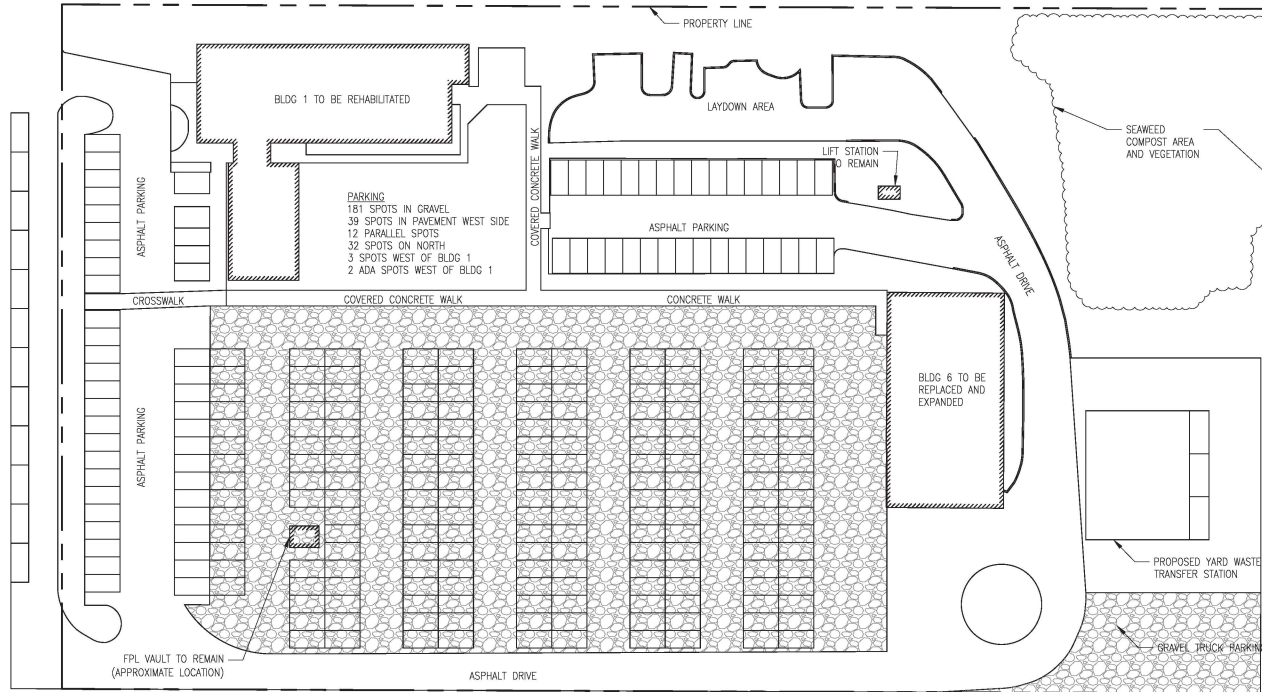 PROPERTY LINE
BLDG 1 TO BE REHABILITATED
LAYDOWN AREA
SEAWEED
COMPOST AREA
AND VEGETATION
LIFT STATION
O REMAIN
ASPHALT PARKING
COVERED CONCRETE WALK
PARKING
181 SPOTS IN GRAVEL
39 SPOTS IN PAVEMENT WEST SIDE
12 PARALLEL SPOTS
32 SPOTS ON NORTH
3 SPOTS WEST OF BLDG 1
2 ADA SPOTS WEST OF BLDG 1
ASPHALT PARKING
ASPHALT DRIVE
CROSSWALK
COVERED CONCRETE WALK
CONCRETE WALK
BLDG 6 TO BE
REPLACED AND
EXPANDED
ASPHALT PARKING
PROPOSED YARD WASTE
TRANSFER STATION
GRAVEL TRUCK PARKIN
FPL VAULT TO REMAIN
(APPROXIMATE LOCATION)
ASPHALT DRIVE